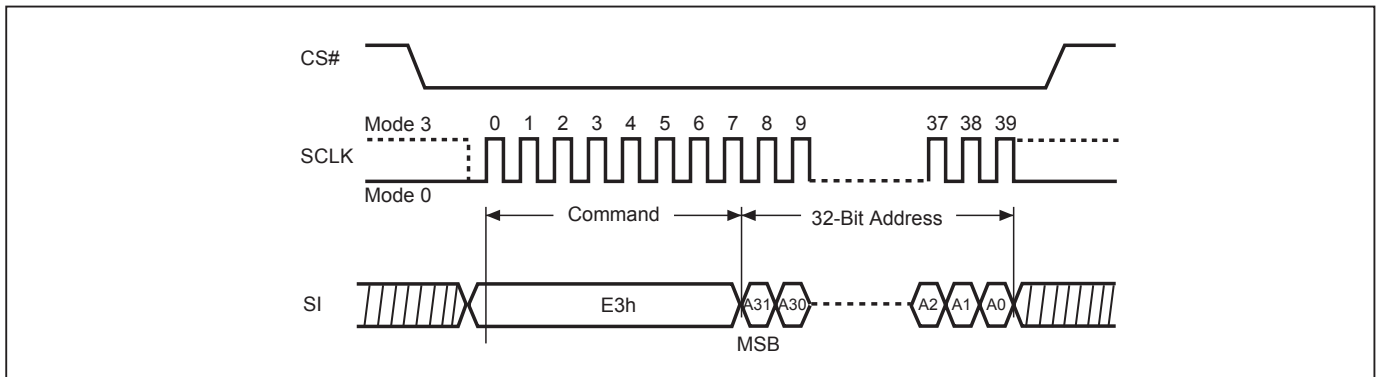 CS#
Mode 3
0 1 2 3 4 5 6 7 8 9 37 38 39
SCLK
Mode 0
Command 32-Bit Address
SI E3h A31 A30 A2 A1 A0
MSB